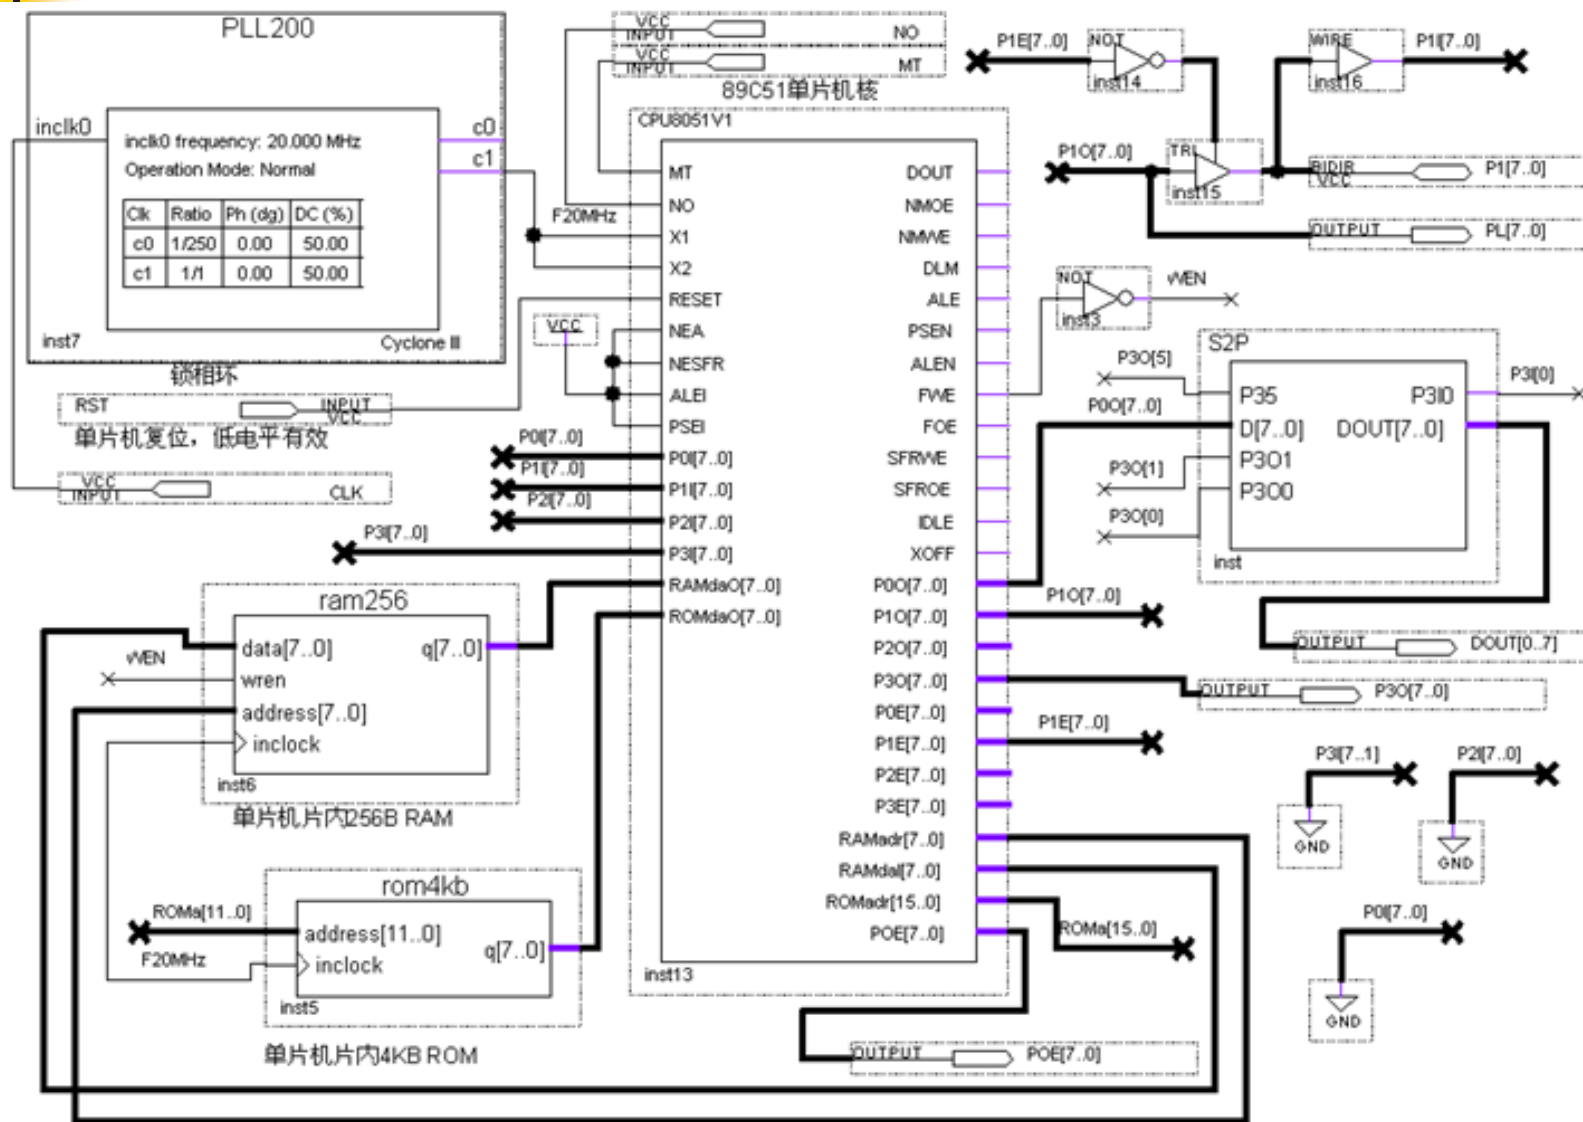 PLL200
inclk0
inclk0 frequency: 20.000 MHz
Operation Mode: Normal
Clk Ratio Ph (dg) DC (%)
c0 1/250 0.00 50.00
c1 1/1 0.00 50.00
c0
c1
inst7
Cyclone III
锁相环
RST
INPUT
VCC
单片机复位，低电平有效
VCC
INPUT
CLK
VCC
INPUT
NO
VCC
INPUT
MT
89C51单片机核
CPU8051V1
F20MHz
VCC
MT
NO
X1
X2
RESET
NEA
NESFR
ALEI
PSEI
P0I[7..0]
P1I[7..0]
P2I[7..0]
P3I[7..0]
RAMdaO[7..0]
ROMdaO[7..0]
P0I[7..0]
P1I[7..0]
P2I[7..0]
P3I[7..0]
DOUT
NMOE
NMWE
DLM
ALE
PSEN
ALEN
FWE
FOE
SFRWE
SFROE
IDLE
XOFF
P0O[7..0]
P1O[7..0]
P2O[7..0]
P3O[7..0]
P0E[7..0]
P1E[7..0]
P2E[7..0]
P3E[7..0]
RAMadr[7..0]
RAMdaI[7..0]
ROMadr[15..0]
POE[7..0]
inst13
P1E[7..0]
NOT
inst14
WIRE
inst16
P1I[7..0]
P1O[7..0]
TRI
inst15
BIDIR
VCC
P1[7..0]
OUTPUT
PL[7..0]
NOT
inst3
WEN
S2P
P3O[5]
P0O[7..0]
P3O[1]
P3O[0]
P35
D[7..0]
P3O1
P3O0
P3I0
DOUT[7..0]
P3I[0]
inst
P1O[7..0]
OUTPUT
DOUT[0..7]
OUTPUT
P3O[7..0]
P1E[7..0]
P3I[7..1]
GND
P2I[7..0]
GND
P0I[7..0]
GND
ROMa[15..0]
OUTPUT
POE[7..0]
ram256
WEN
data[7..0]
wren
address[7..0]
inclock
q[7..0]
inst6
单片机片内256B RAM
rom4kb
ROMa[11..0]
F20MHz
address[11..0]
inclock
q[7..0]
inst5
单片机片内4KB ROM